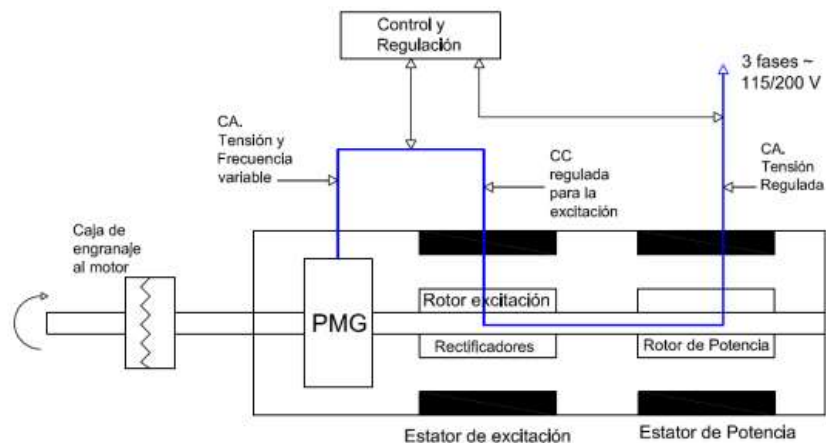 Control y
Regulación
3 fases ~
115/200 V
CA.
Tensión y
Frecuencia
variable
CC
regulada
para la
excitación
CA.
Tensión
Regulada
Caja de
engranaje
al motor
PMG
Rotor excitación
Rectificadores
Rotor de Potencia
Estator de excitación
Estator de Potencia